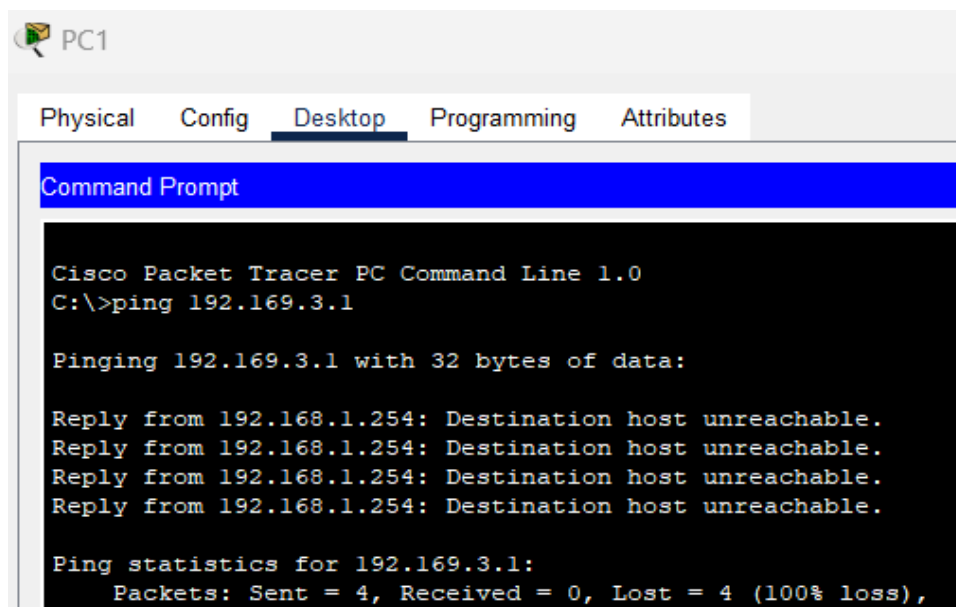 PC1
Physical Config Desktop Programming Attributes
Command Prompt
Cisco Packet Tracer PC Command Line 1.0
C:\>ping 192.169.3.1
Pinging 192.169.3.1 with 32 bytes of data:
Reply from 192.168.1.254: Destination host unreachable.
Reply from 192.168.1.254: Destination host unreachable.
Reply from 192.168.1.254: Destination host unreachable.
Reply from 192.168.1.254: Destination host unreachable.
Ping statistics for 192.169.3.1:
Packets: Sent = 4, Received = 0, Lost = 4 (100% loss),